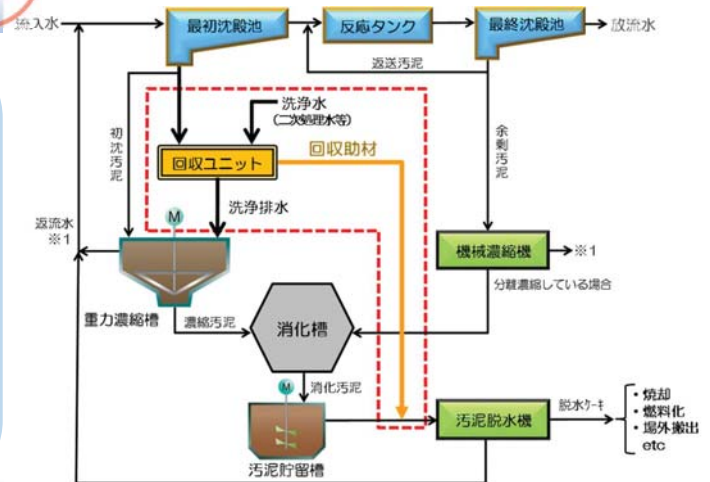 流入水
最初沈殿池
反応タンク
最終沈殿池
放流水
返送汚泥
洗浄水
(二次処理水等)
初沈汚泥
余剰汚泥
回収ユニット
回収助材
洗浄排水
返流水
※1
M
機械濃縮機
※1
分離濃縮している場合
重力濃縮槽
濃縮汚泥
消化槽
消化汚泥
M
汚泥貯留槽
汚泥脱水機
脱水ケーキ
・焼却
・燃料化
・場外搬出
etc